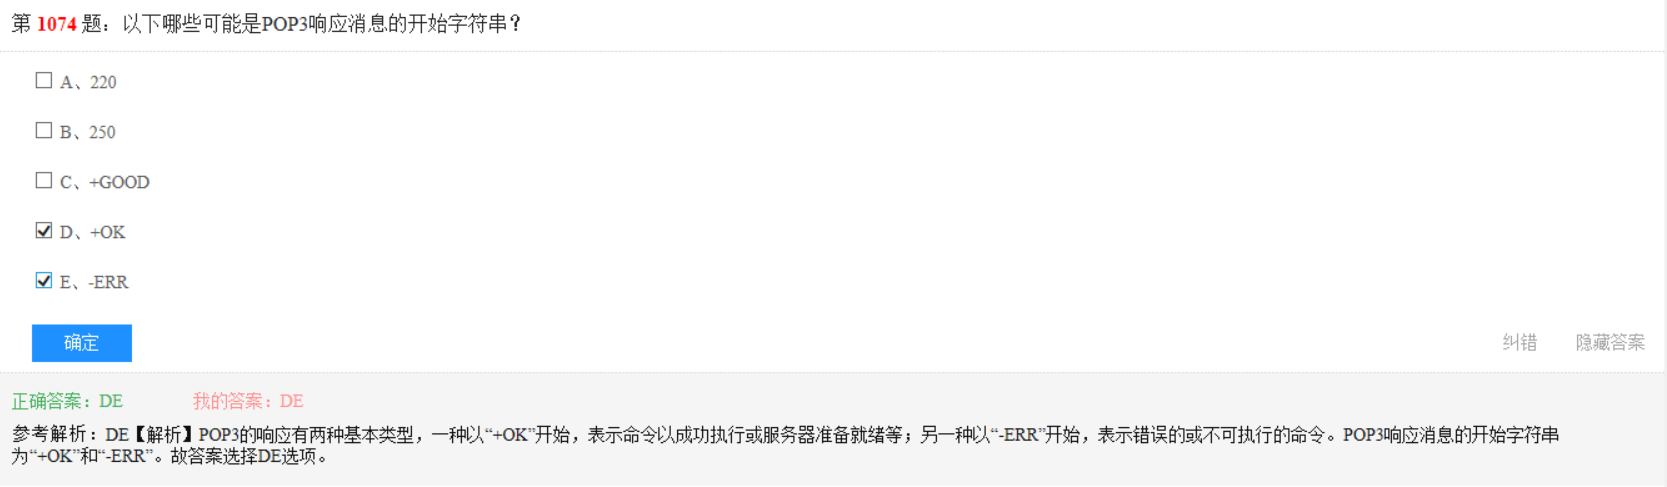 第 1074 题：以下哪些可能是POP3响应消息的开始字符串？
A、220
B、250
C、+GOOD
D、+OK
E、-ERR
确定
纠错 隐藏答案
正确答案：DE 我的答案：DE
参考解析：DE【解析】POP3的响应有两种基本类型，一种以“+OK”开始，表示命令以成功执行或服务器准备就绪等；另一种以“-ERR”开始，表示错误的或不可执行的命令。POP3响应消息的开始字符串
为“+OK”和“-ERR”。故答案选择DE选项。